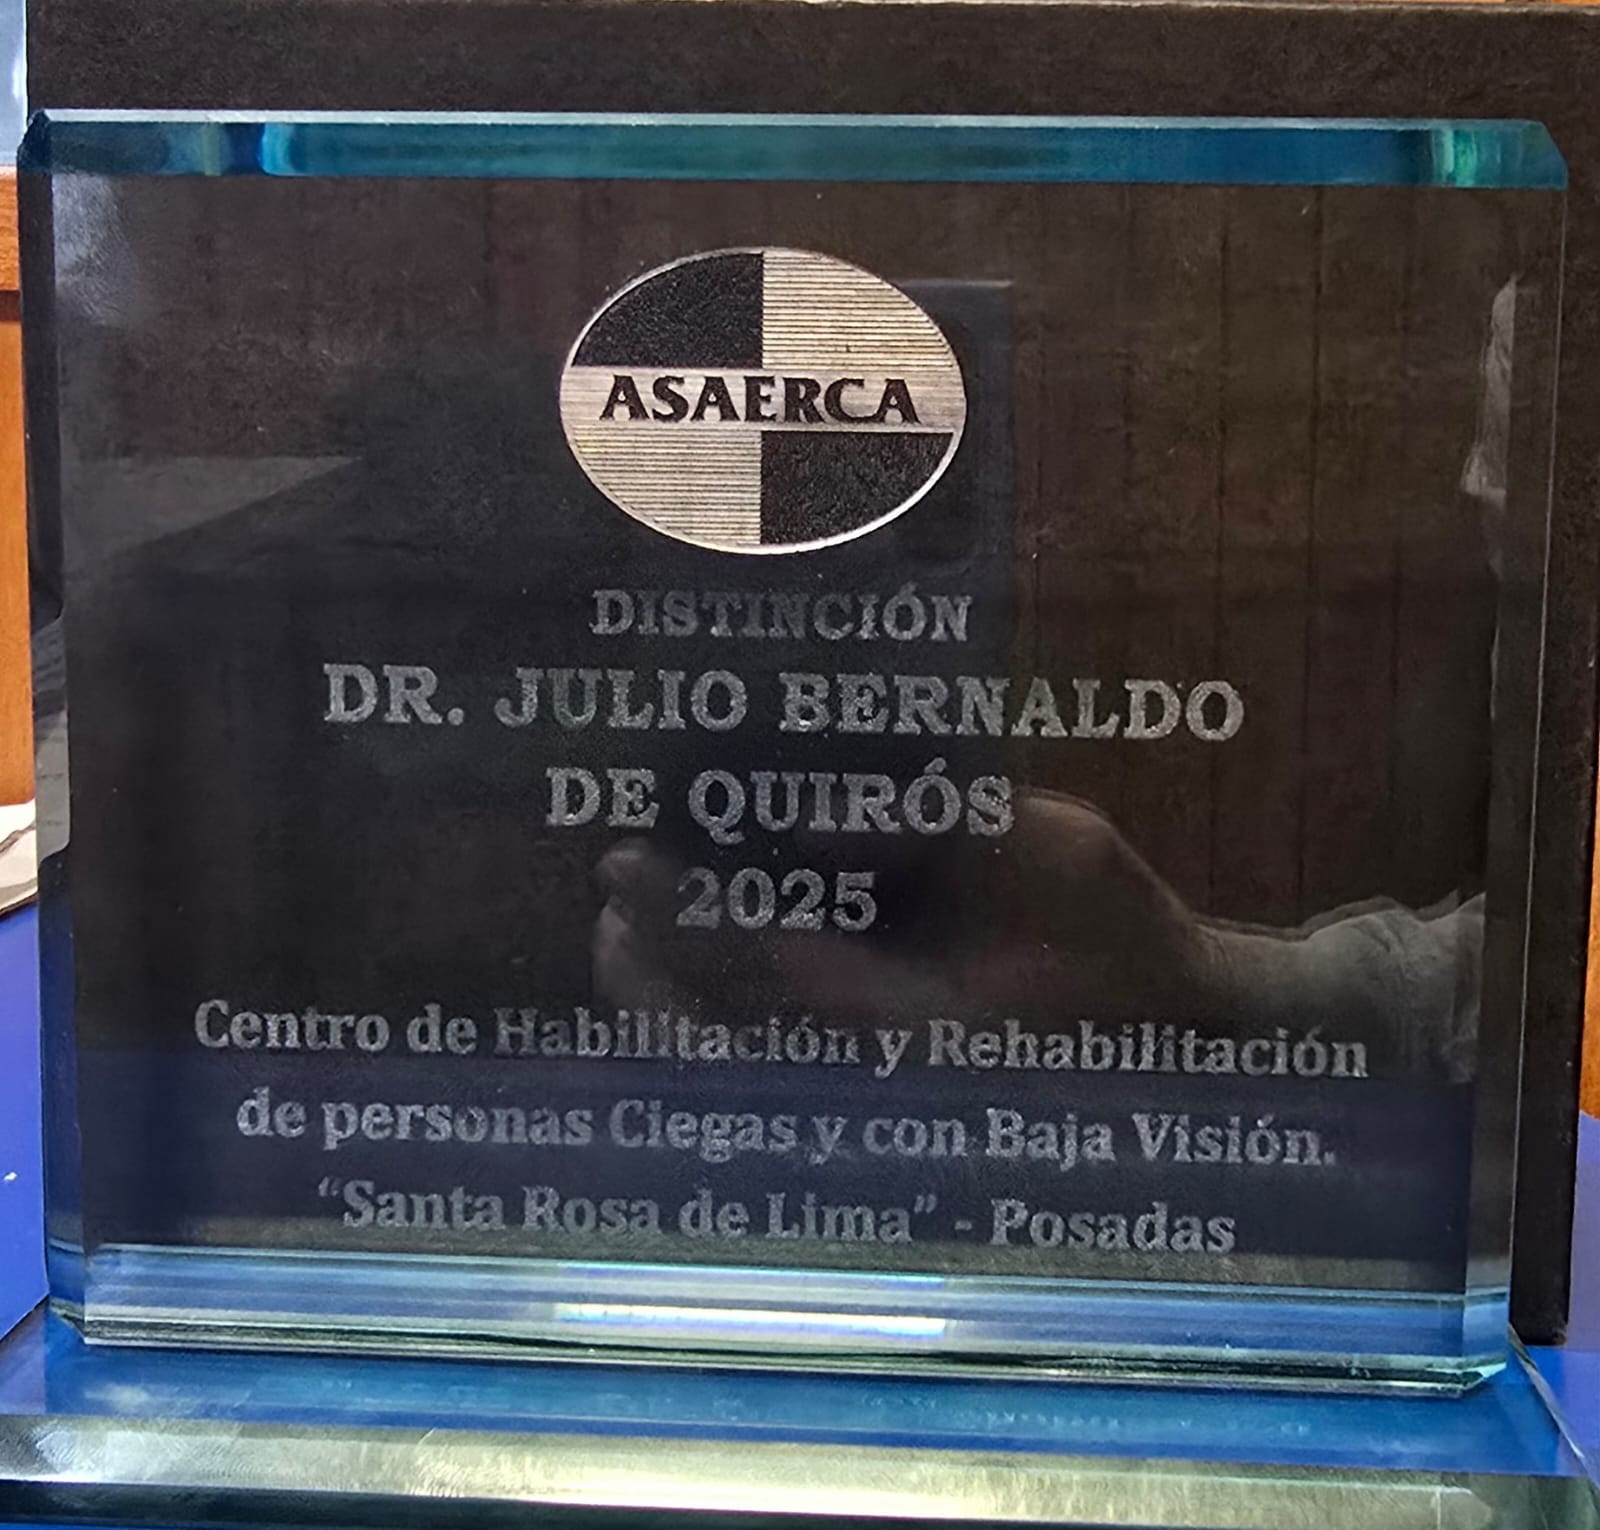 ASAERCA
DISTINCIÓN
DR. JULIO BERNALDO
DE QUIRÓS
2025
Centro de Habilitación y Rehabilitación
de personas Ciegas y con Baja Visión.
“Santa Rosa de Lima” - Posadas